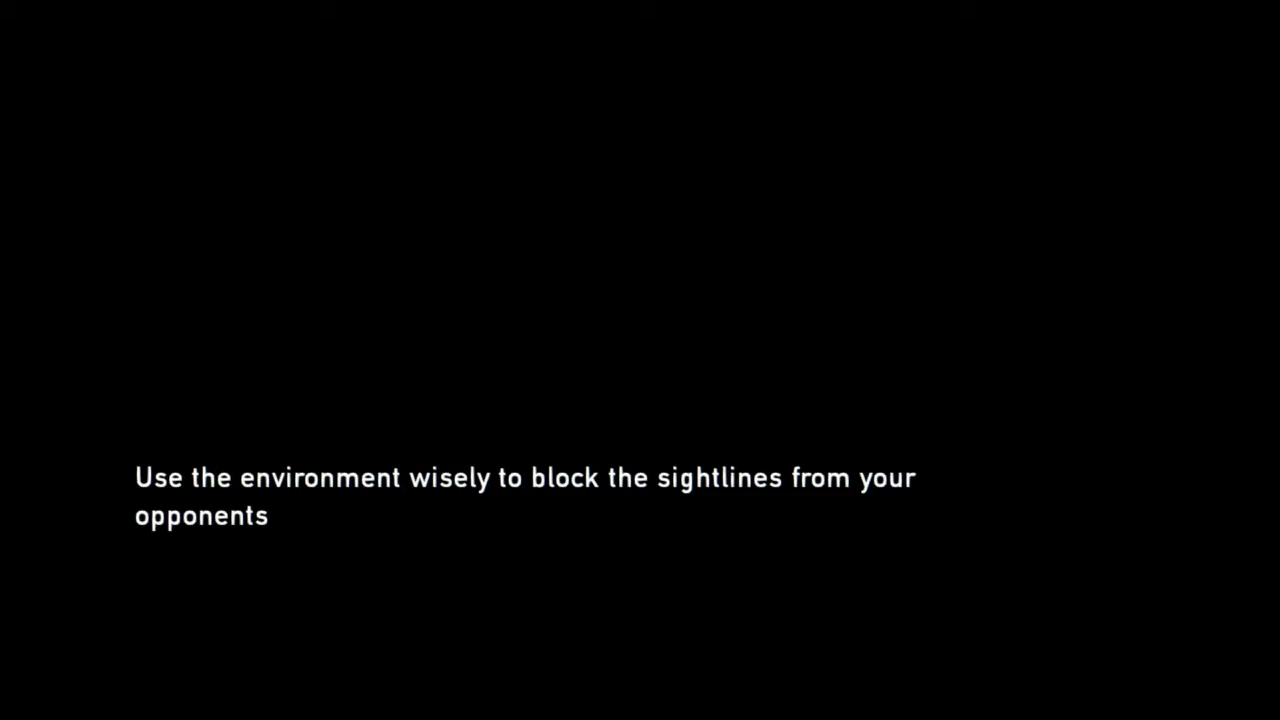 Use the environment wisely to block the sightlines from your
opponents